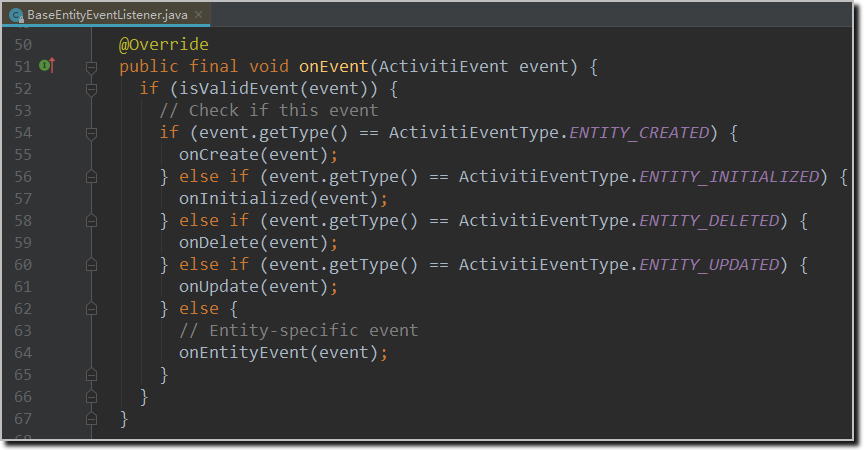 BaseEntityEventListener.java ×
50 @Override
51 public final void onEvent(ActivitiEvent event) {
52 if (isValidEvent(event)) {
53 // Check if this event
54 if (event.getType() == ActivitiEventType.ENTITY_CREATED) {
55 onCreate(event);
56 } else if (event.getType() == ActivitiEventType.ENTITY_INITIALIZED) {
57 onInitialized(event);
58 } else if (event.getType() == ActivitiEventType.ENTITY_DELETED) {
59 onDelete(event);
60 } else if (event.getType() == ActivitiEventType.ENTITY_UPDATED) {
61 onUpdate(event);
62 } else {
63 // Entity-specific event
64 onEntityEvent(event);
65 }
66 }
67 }